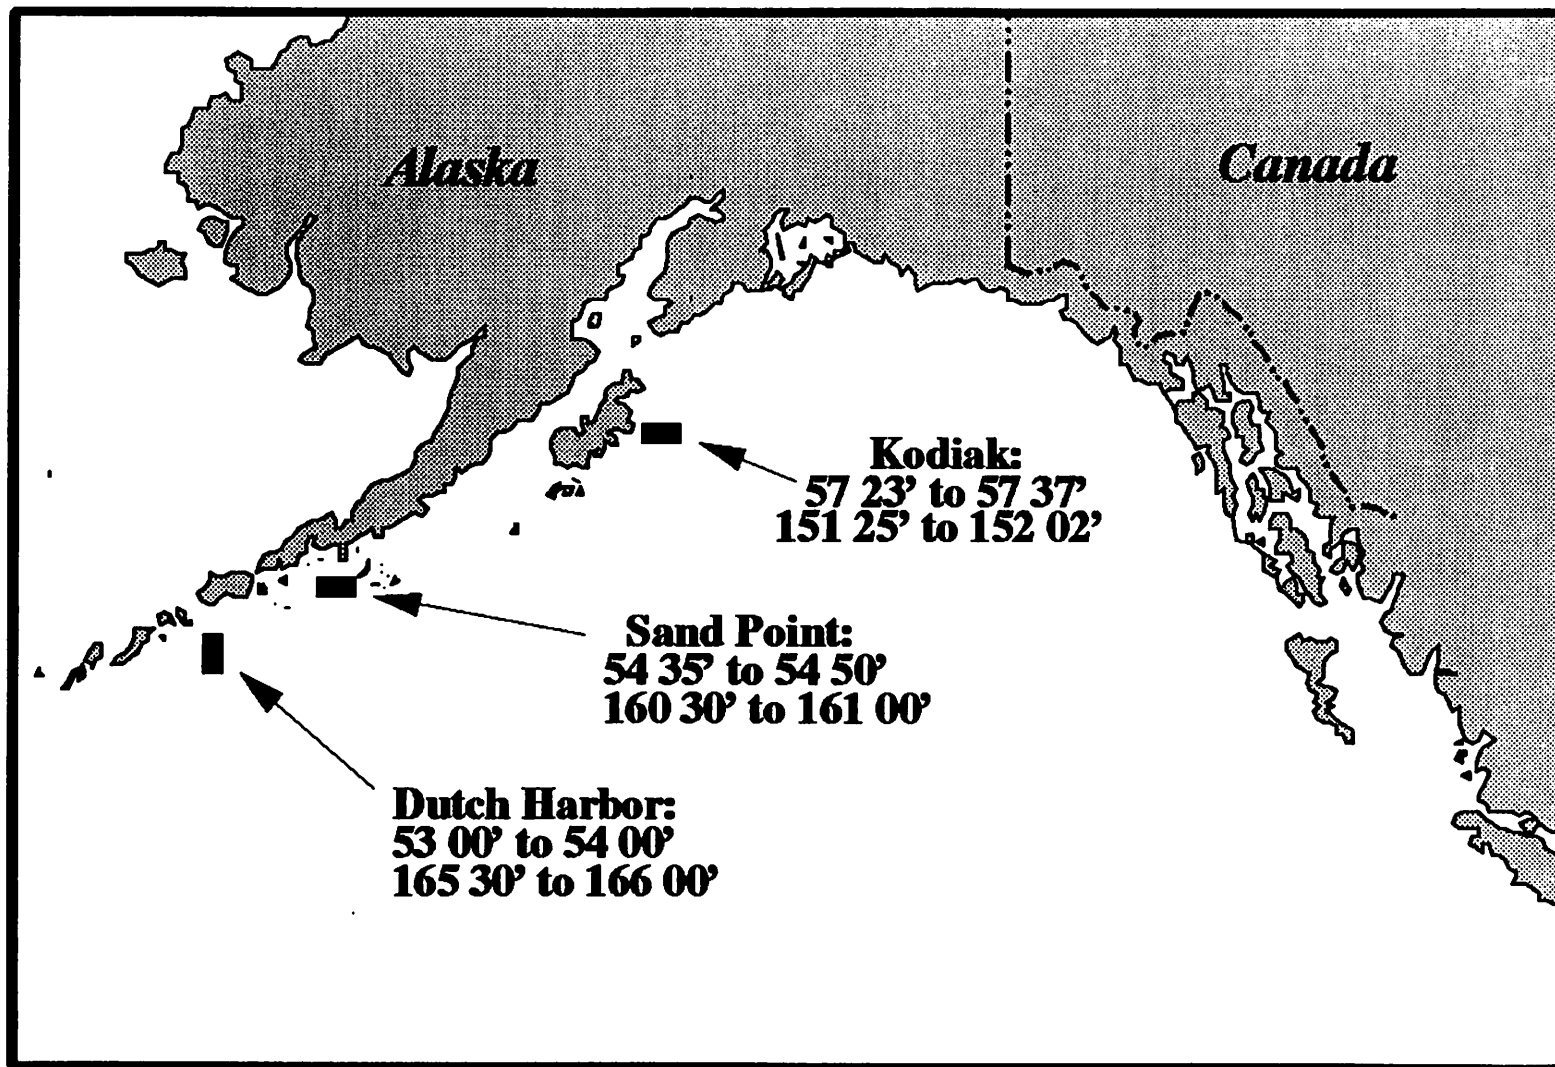 Alaska
Canada
Kodiak:
57 23’ to 57 37’
151 25’ to 152 02’
Sand Point:
54 35’ to 54 50’
160 30’ to 161 00’
Dutch Harbor:
53 00’ to 54 00’
165 30’ to 166 00’